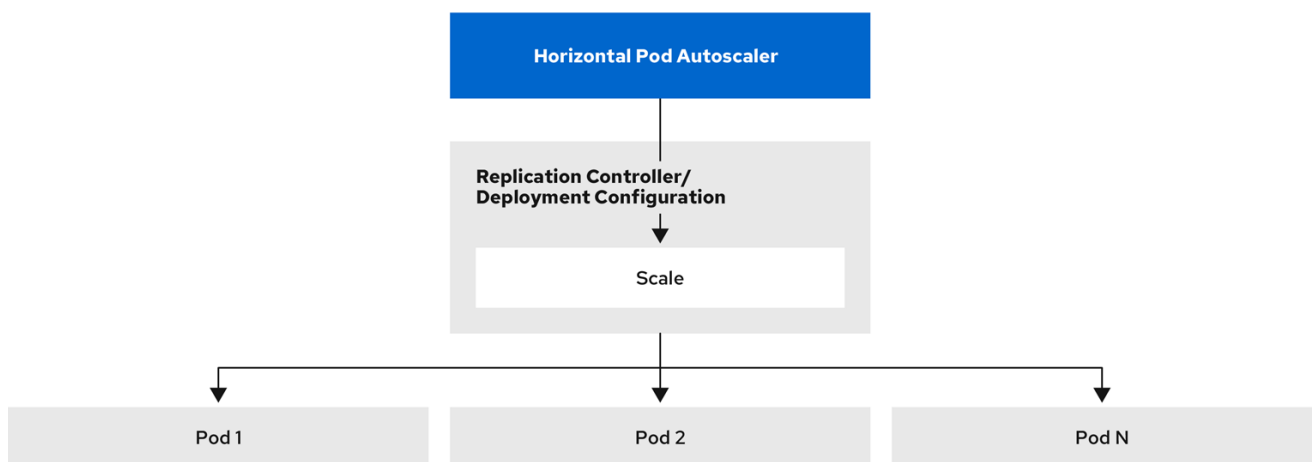 Horizontal Pod Autoscaler
Replication Controller/
Deployment Configuration
Scale
Pod 1
Pod 2
Pod N